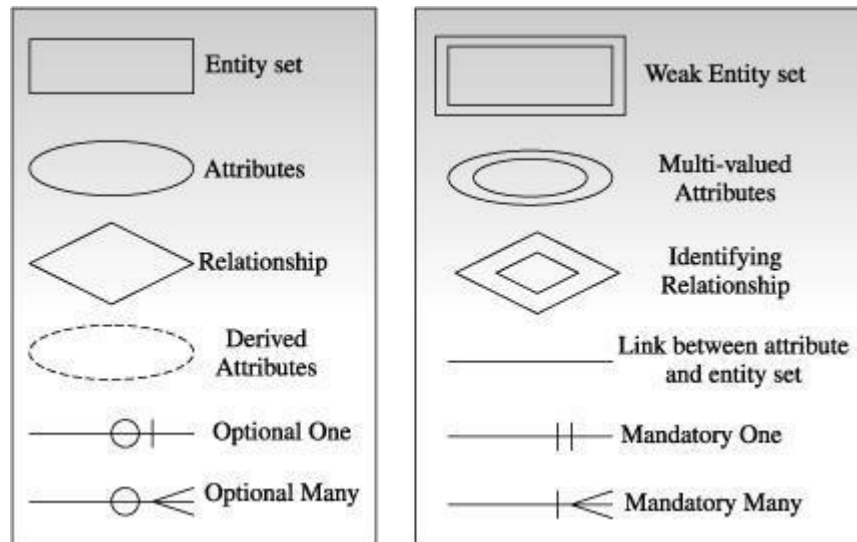 Entity set
Attributes
Relationship
Derived
Attributes
Optional One
Optional Many
Weak Entity set
Multi-valued
Attributes
Identifying
Relationship
Link between attribute
and entity set
Mandatory One
Mandatory Many